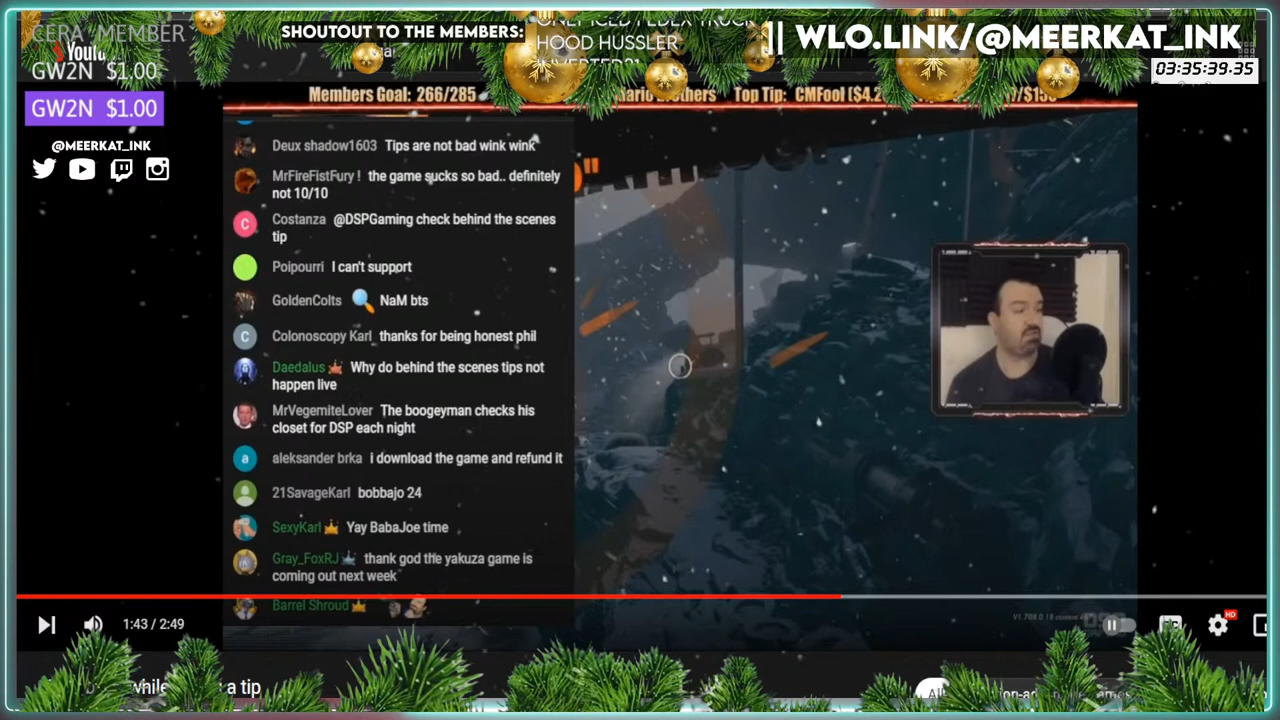 CERA MEMBER
SHOUTOUT TO THE MEMBERS:
HOOD HUSSLER
|| WLO.LINK/@MEERKAT_INK
GW2N $1.00
03:35:39.35
GW2N $1.00
Members Goal: 266/285
Top Tip: CMFool ($4.2
@MEERKAT_INK
Deux shadow1603 Tips are not bad wink wink
MrFireFistFury ! the game sucks so bad.. definitely
not 10/10
Costanza @DSPGaming check behind the scenes
tip
Poipourri I can't support
GoldenColts NaM bts
Colonoscopy Karl thanks for being honest phil
Daedalus Why do behind the scenes tips not
happen live
MrVegemiteLover The boogeyman checks his
closet for DSP each night
aleksander brka i download the game and refund it
21SavageKarl bobbajo 24
SexyKarl Yay BabaJoe time
Gray_FoxRJ thank god the yakuza game is
coming out next week
Barrel Shroud
1:43 / 2:49
HD
a tip